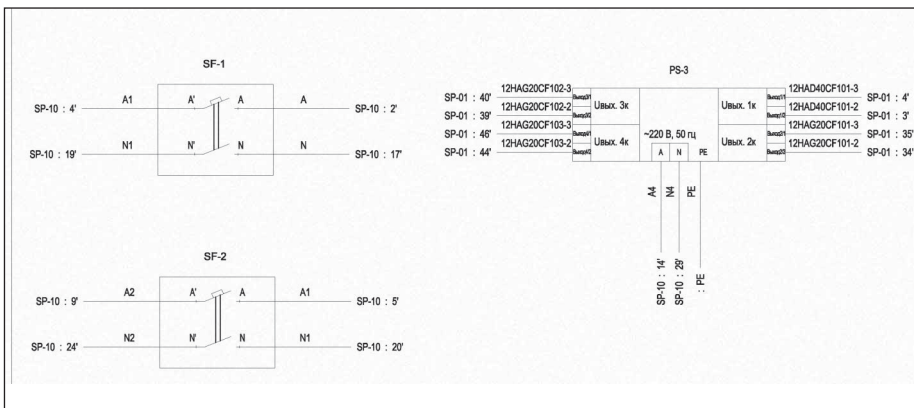 SF-1
A1 A' A A
SP-10 : 4' SP-10 : 2'
N1 N' N N
SP-10 : 19' SP-10 : 17'
SF-2
A2 A' A A1
SP-10 : 9' SP-10 : 5'
N2 N' N N1
SP-10 : 24' SP-10 : 20'
PS-3
12HAG20CF102-3 12HAD40CF101-3
SP-01 : 40' SP-01 : 4'
12HAG20CF102-2 Uвых. 3к Uвых. 1к 12HAD40CF101-2
SP-01 : 39' SP-01 : 3'
12HAG20CF103-3 12HAG20CF101-3
SP-01 : 46' ~220 В, 50 гц SP-01 : 35'
12HAG20CF103-2 Uвых. 4к Uвых. 2к 12HAG20CF101-2
SP-01 : 44' A N PE SP-01 : 34'
A4 N4 PE
SP-10 : 14' SP-10 : 29' : PE